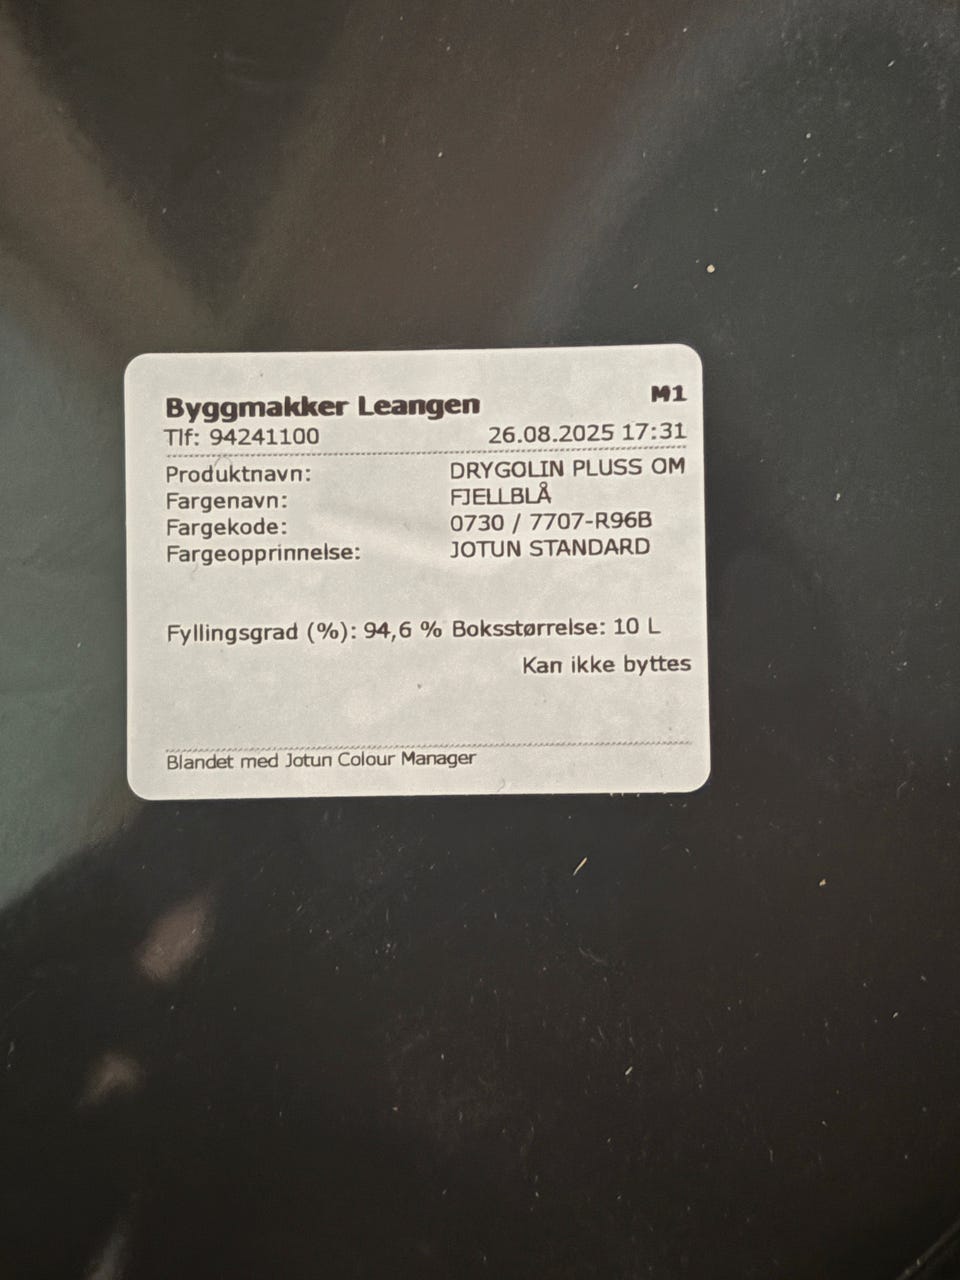 Byggmakker Leangen M1
Tlf: 94241100 26.08.2025 17:31
Produktnavn: DRYGOLIN PLUSS OM
Fargenavn: FJELLBLÅ
Fargekode: 0730 / 7707-R96B
Fargeopprinnelse: JOTUN STANDARD
Fyllingsgrad (%): 94,6 % Boksstørrelse: 10 L
Kan ikke byttes
Blandet med Jotun Colour Manager